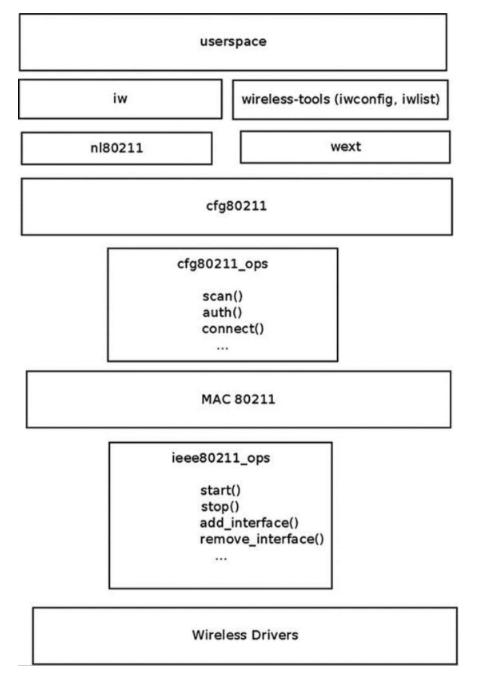 userspace
iw
wireless-tools (iwconfig, iwlist)
nl80211
wext
cfg80211
cfg80211_ops
scan()
auth()
connect()
...
MAC 80211
ieee80211_ops
start()
stop()
add_interface()
remove_interface()
...
Wireless Drivers